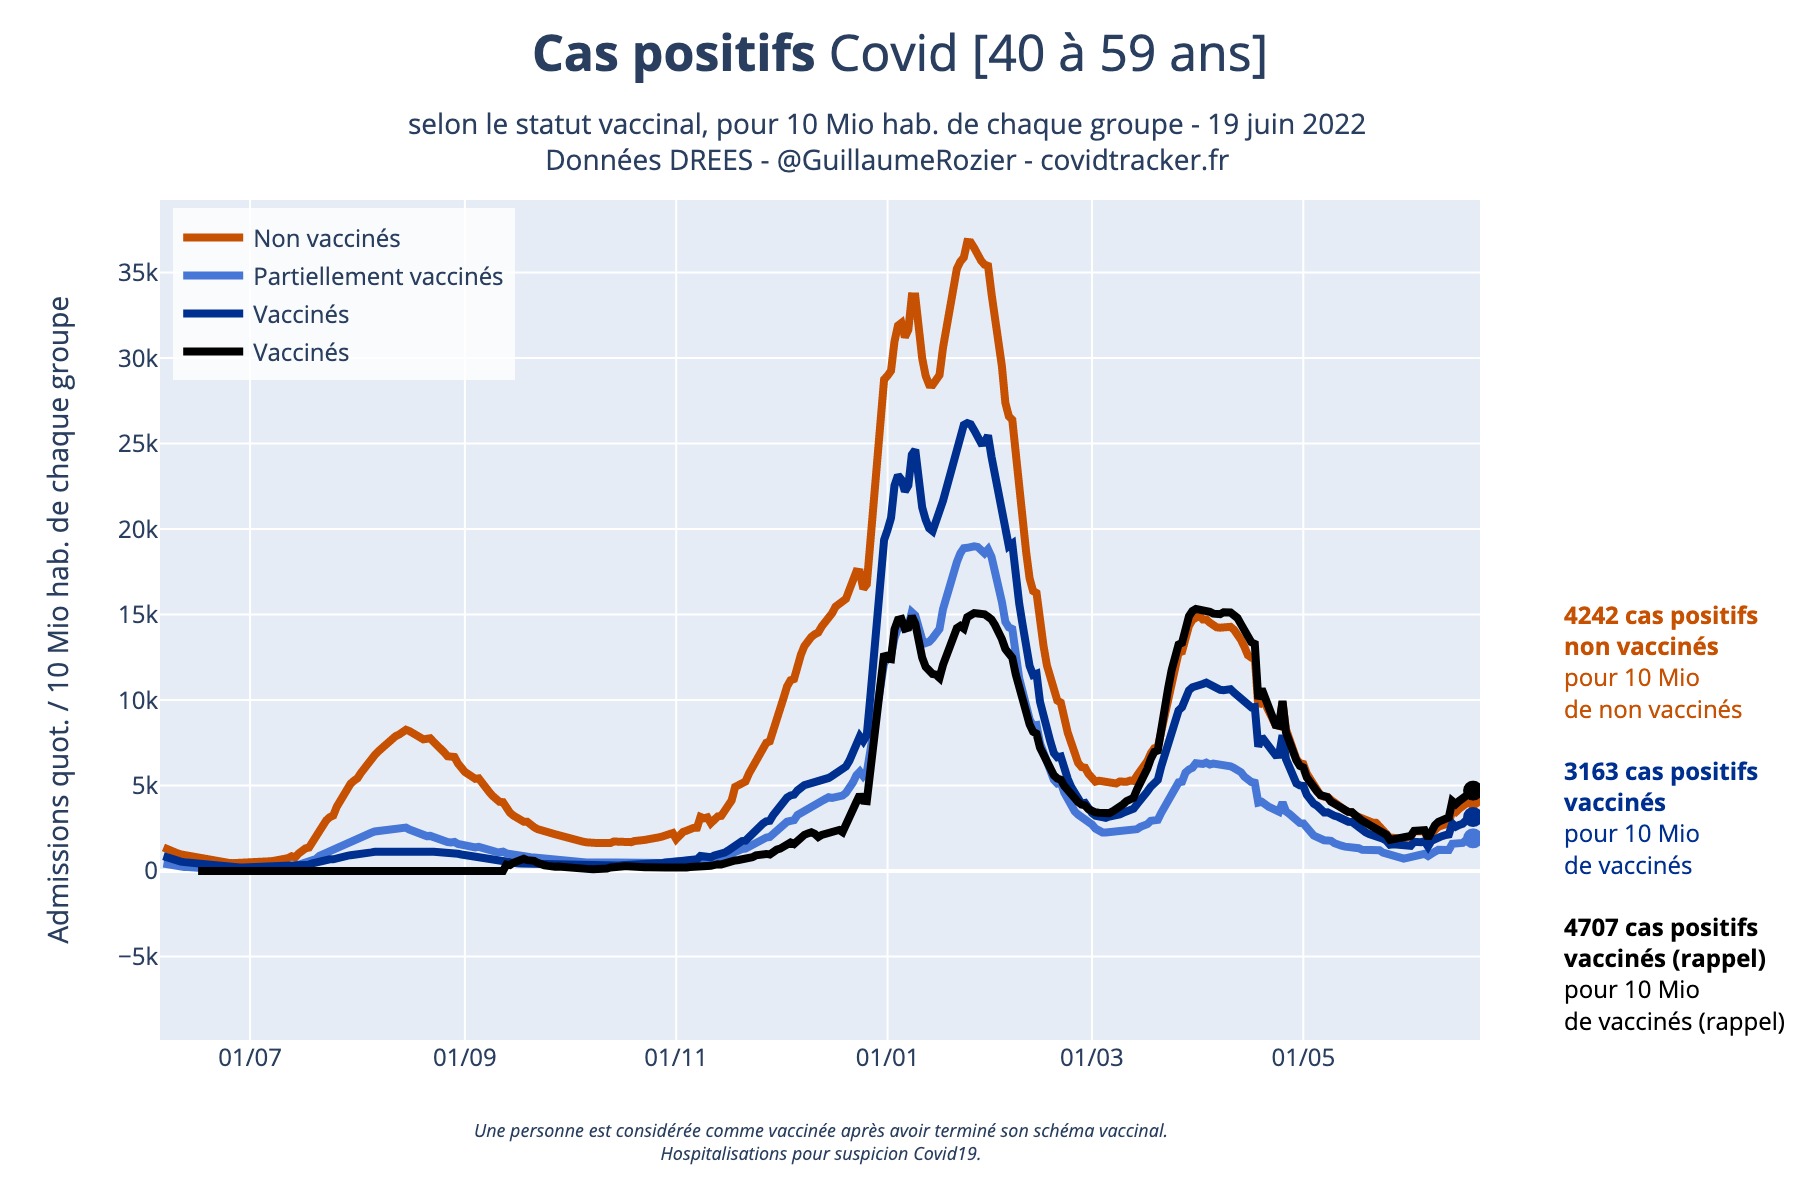 Cas positifs Covid [40 à 59 ans]
selon le statut vaccinal, pour 10 Mio hab. de chaque groupe - 19 juin 2022
Données DREES - @GuillaumeRozier - covidtracker.fr
Non vaccinés
Partiellement vaccinés
Vaccinés
Vaccinés
Admissions quot. / 10 Mio hab. de chaque groupe
35k
30k
25k
20k
15k
10k
5k
0
−5k
01/07
01/09
01/11
01/01
01/03
01/05
4242 cas positifs
non vaccinés
pour 10 Mio
de non vaccinés
3163 cas positifs
vaccinés
pour 10 Mio
de vaccinés
4707 cas positifs
vaccinés (rappel)
pour 10 Mio
de vaccinés (rappel)
Une personne est considérée comme vaccinée après avoir terminé son schéma vaccinal.
Hospitalisations pour suspicion Covid19.